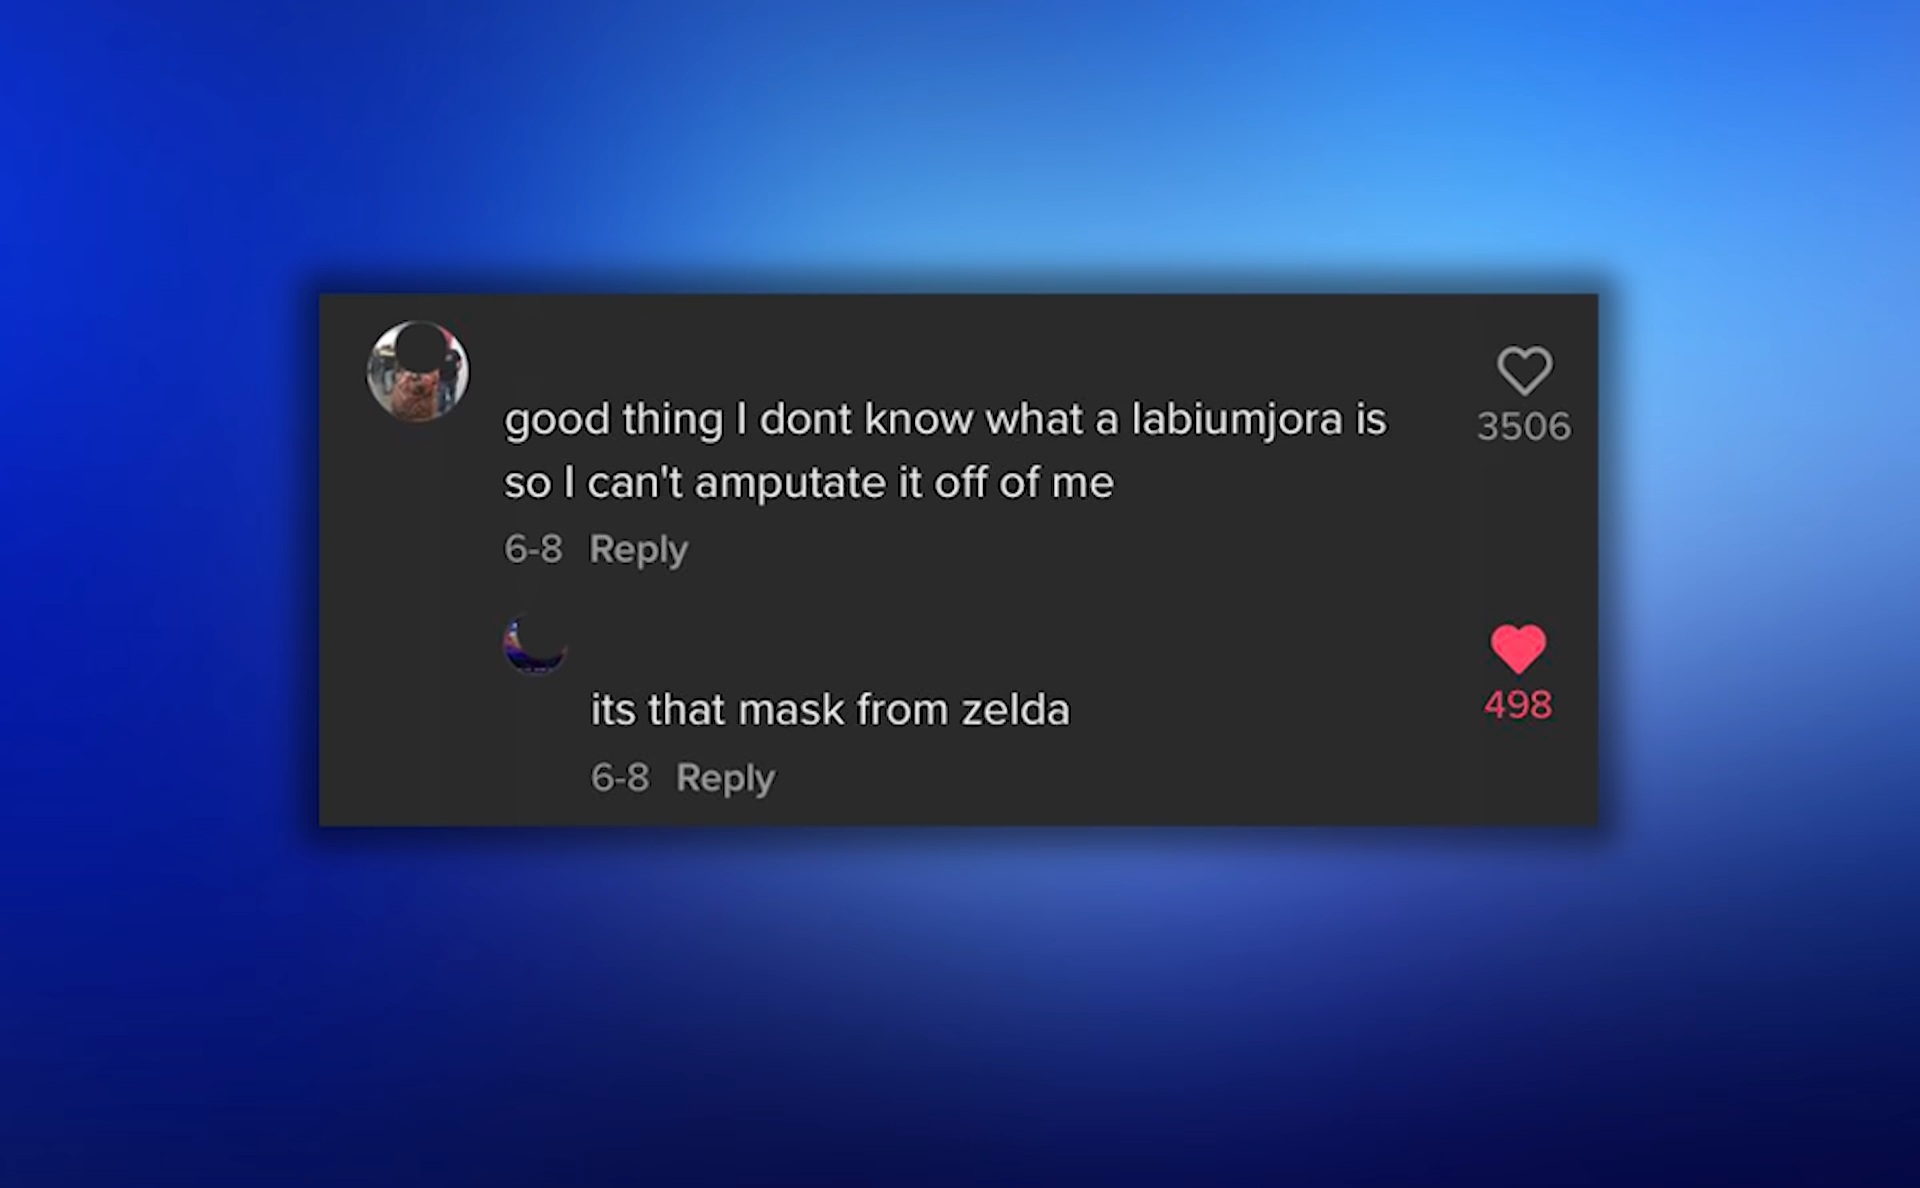 good thing I dont know what a labiumjora is
3506
so I can't amputate it off of me
6-8 Reply
its that mask from zelda
498
6-8 Reply